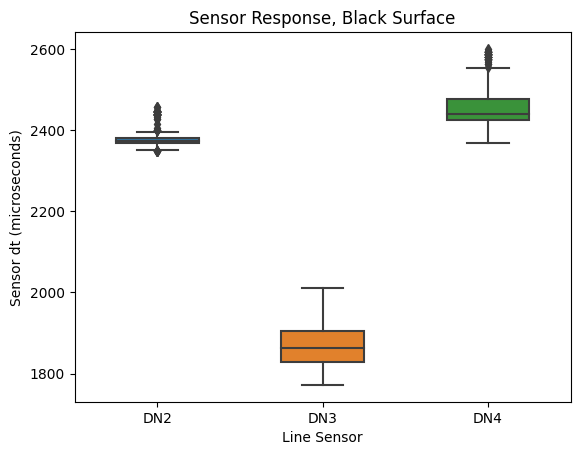 Sensor Response, Black Surface
Sensor dt (microseconds)
2600
2400
2200
2000
1800
DN2 DN3 DN4
Line Sensor